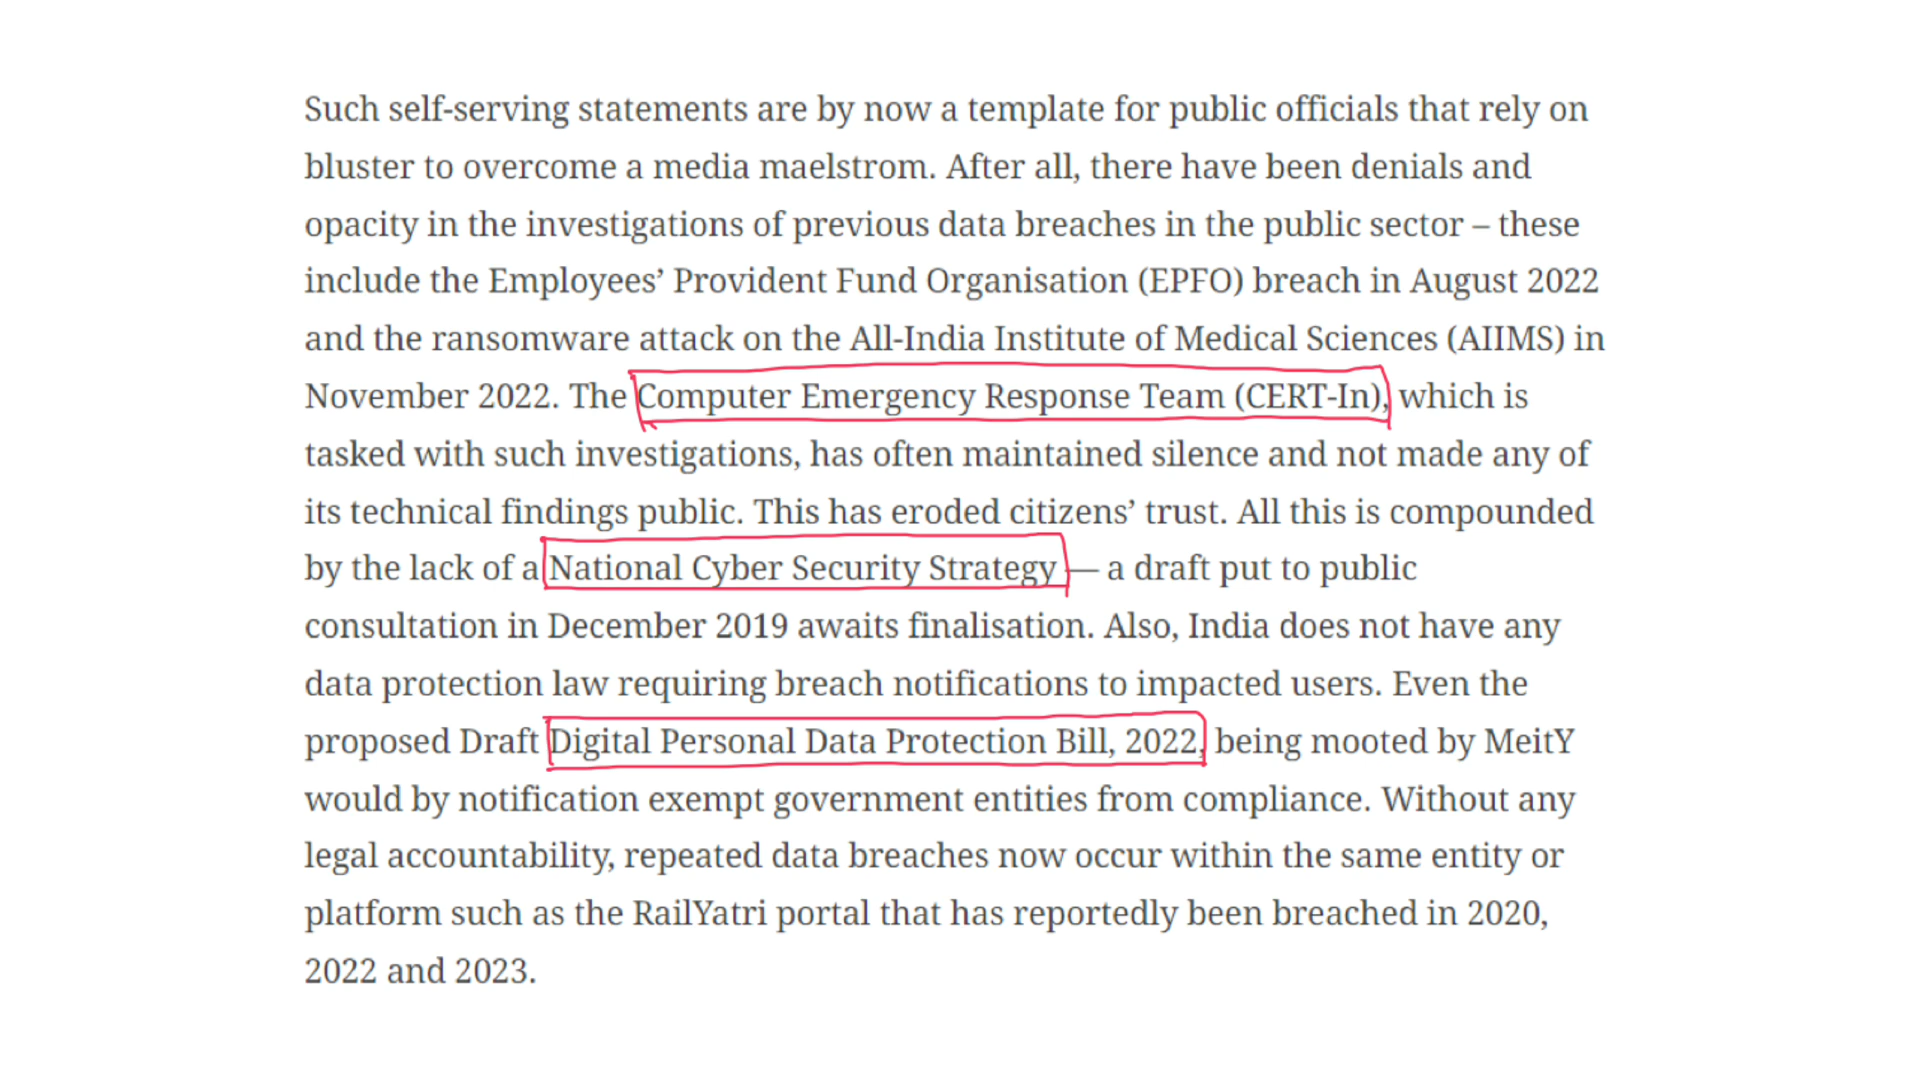 Such self-serving statements are by now a template for public officials that rely on
bluster to overcome a media maelstrom. After all, there have been denials and
opacity in the investigations of previous data breaches in the public sector – these
include the Employees’ Provident Fund Organisation (EPFO) breach in August 2022
and the ransomware attack on the All-India Institute of Medical Sciences (AIIMS) in
November 2022. The Computer Emergency Response Team (CERT-In), which is
tasked with such investigations, has often maintained silence and not made any of
its technical findings public. This has eroded citizens’ trust. All this is compounded
by the lack of a National Cyber Security Strategy — a draft put to public
consultation in December 2019 awaits finalisation. Also, India does not have any
data protection law requiring breach notifications to impacted users. Even the
proposed Draft Digital Personal Data Protection Bill, 2022, being mooted by MeitY
would by notification exempt government entities from compliance. Without any
legal accountability, repeated data breaches now occur within the same entity or
platform such as the RailYatri portal that has reportedly been breached in 2020,
2022 and 2023.